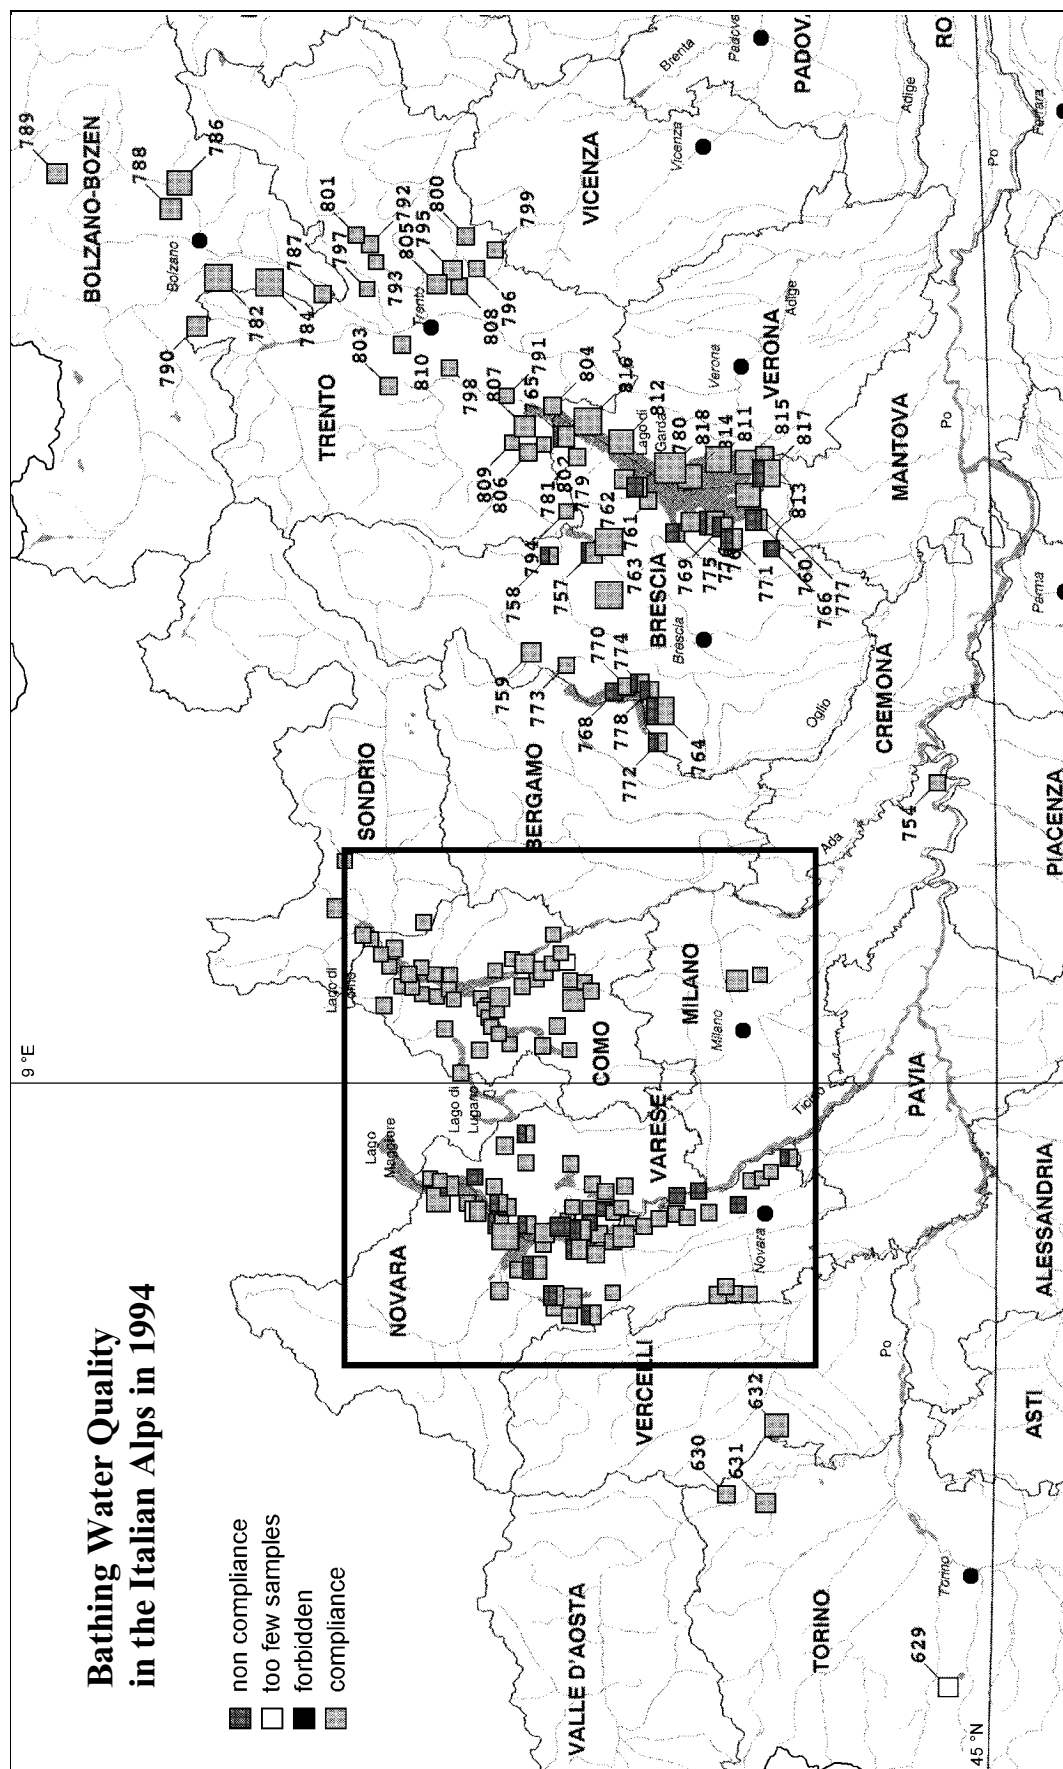 Bathing Water Quality
in the Italian Alps in 1994
non compliance
too few samples
forbidden
compliance
9 °E
45 °N
BOLZANO-BOZEN
Bolzano
789
788
786
790
782
784
787
801
797
792
793
805
795
800
799
796
808
803
810
TRENTO
Trento
798
807
791
765
804
816
809
806
802
781
779
794
812
Lago di
Garda
780
818
814
811
815
817
813
762
761
763
758
757
769
775
771
760
766
777
VICENZA
Vicenza
Brenta
Padova
Adige
RO
Ferrara
Po
Verona
VERONA
Adige
MANTOVA
Po
Parma
BRESCIA
Brescia
759
773
770
774
768
778
772
764
Oglio
CREMONA
754
BERGAMO
SONDRIO
Ada
PIACENZA
Lago di
MILANO
Milano
COMO
Lago di
Lugano
Lago
Maggiore
VARESE
Ticino
PAVIA
NOVARA
Novara
ALESSANDRIA
VERCELLI
Po
ASTI
630
631
632
VALLE D'AOSTA
TORINO
Torino
629